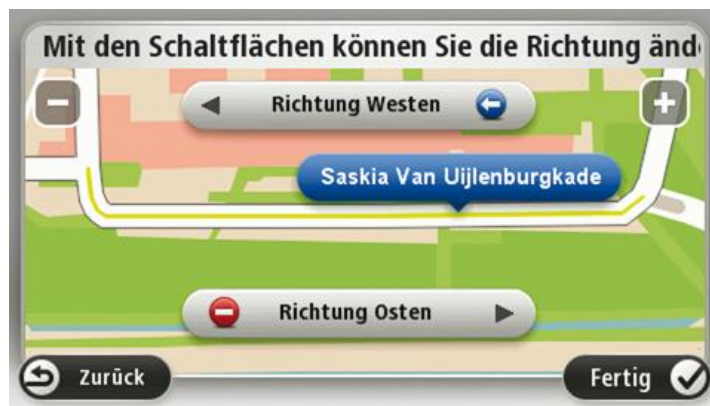 Mit den Schaltflächen können Sie die Richtung änd
Richtung Westen
Saskia Van Uijlenburgkade
Richtung Osten
Zurück
Fertig